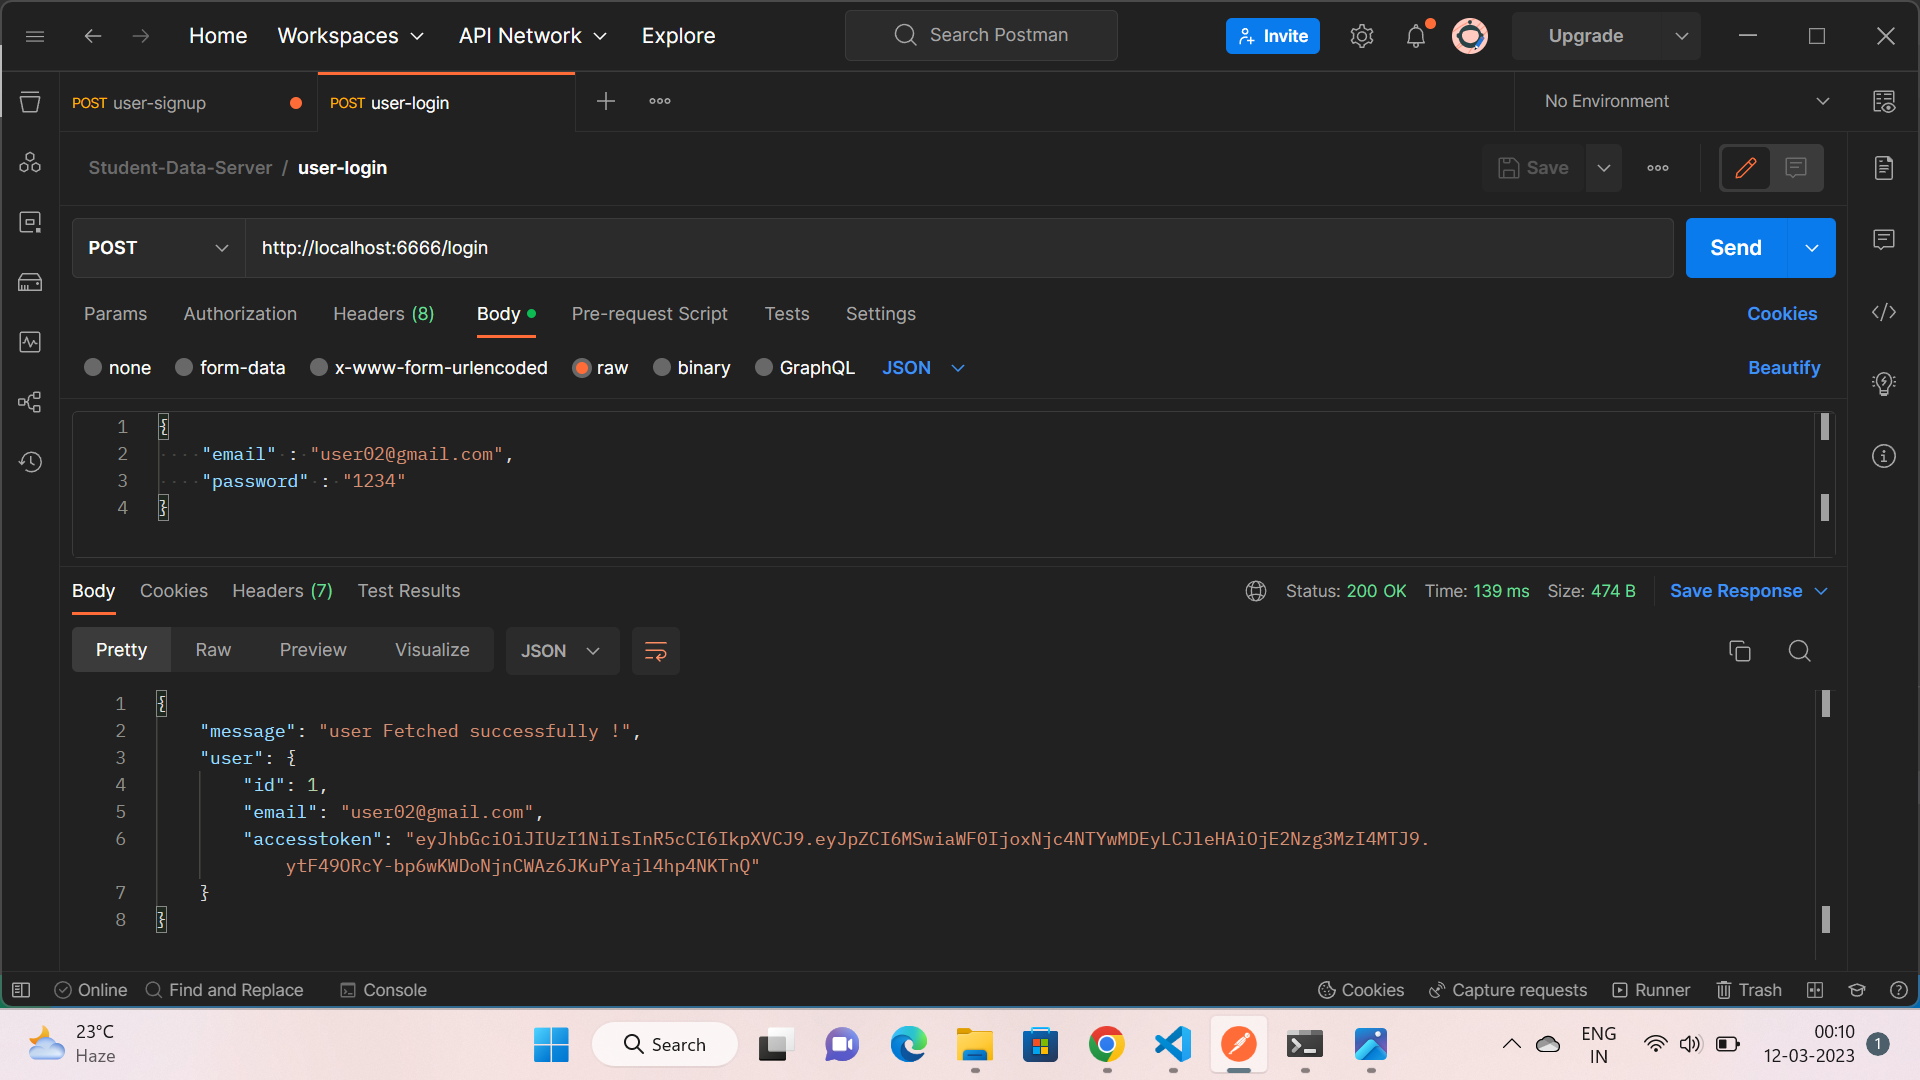 Home Workspaces API Network Explore Search Postman Invite Upgrade
POST user-signup POST user-login No Environment
Student-Data-Server / user-login Save
POST http://localhost:6666/login Send
Params Authorization Headers (8) Body Pre-request Script Tests Settings Cookies
none form-data x-www-form-urlencoded raw binary GraphQL JSON Beautify
1 {
2 "email" : "user02@gmail.com",
3 "password" : "1234"
4 }
Body Cookies Headers (7) Test Results Status: 200 OK Time: 139 ms Size: 474 B Save Response
Pretty Raw Preview Visualize JSON
1 {
2 "message": "user Fetched successfully !",
3 "user": {
4 "id": 1,
5 "email": "user02@gmail.com",
6 "accesstoken": "eyJhbGciOiJIUzI1NiIsInR5cCI6IkpXVCJ9.eyJpZCI6MSwiaWF0IjoxNjc4NTYwMDEyLCJleHAiOjE2Nzg3MzI4MTJ9.
ytF49ORcY-bp6wKWDoNjnCWAz6JKuPYajl4hp4NKTnQ"
7 }
8 }
Online Find and Replace Console Cookies Capture requests Runner Trash
23°C
Haze
Search
ENG
IN
00:10
12-03-2023
1